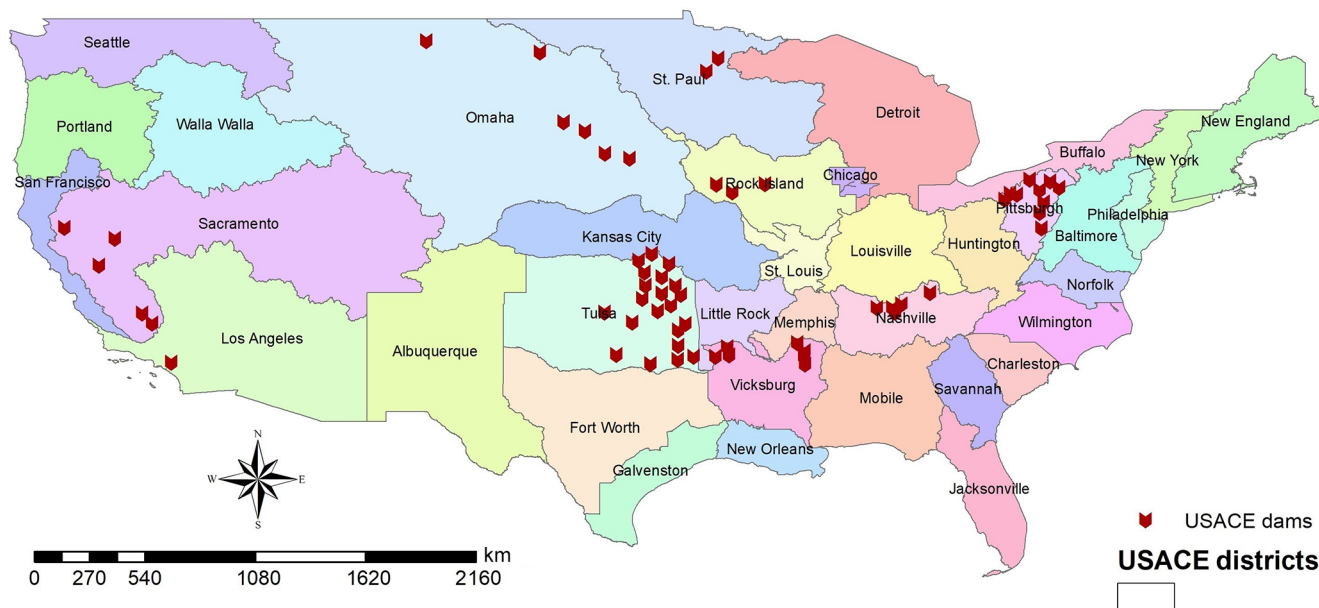 Seattle
St. Paul
Portland
Walla Walla
Omaha
Detroit
New England
Buffalo
New York
San Francisco
Rock Island
Chicago
Pittsburgh
Philadelphia
Sacramento
Kansas City
Louisville
Huntington
Baltimore
St. Louis
Norfolk
Tulsa
Little Rock
Memphis
Nashville
Wilmington
Los Angeles
Albuquerque
Charleston
Vicksburg
Mobile
Savannah
Fort Worth
New Orleans
Galvenston
Jacksonville
N
W E
S
km
0 270 540 1080 1620 2160
USACE dams
USACE districts